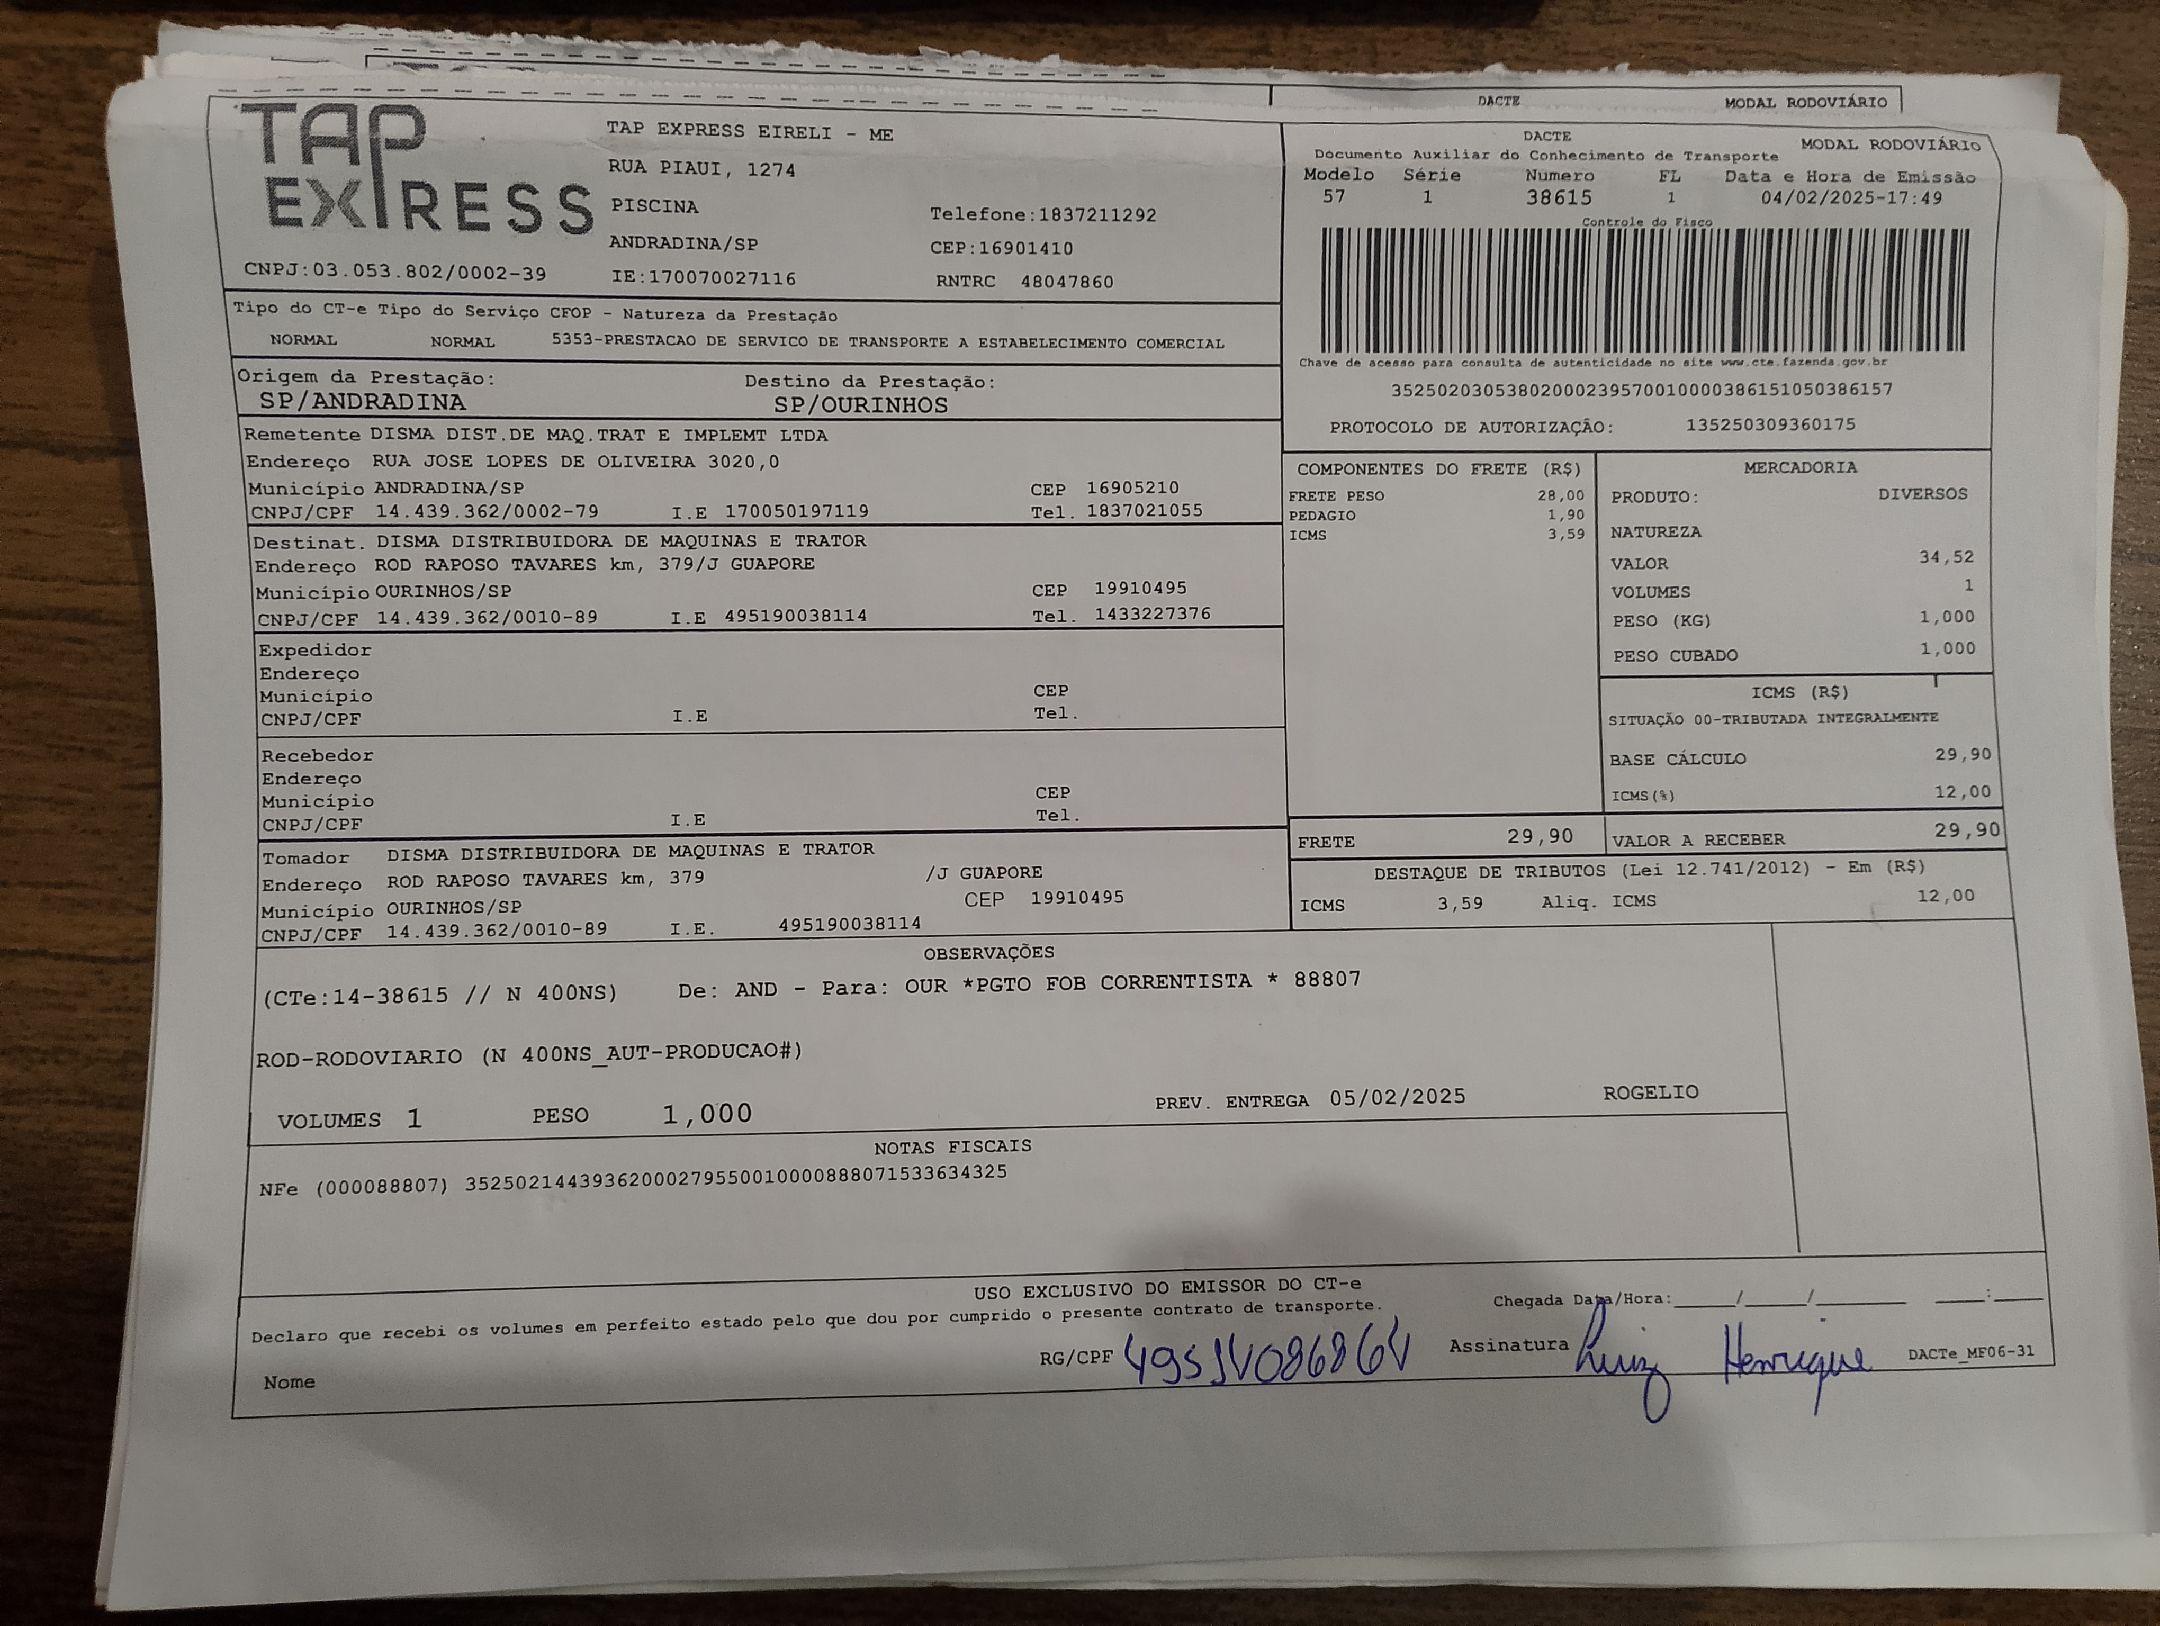 DACTE MODAL RODOVIÁRIO
TAP EXPRESS
TAP EXPRESS EIRELI - ME
RUA PIAUI, 1274
PISCINA Telefone:1837211292
ANDRADINA/SP CEP:16901410
CNPJ:03.053.802/0002-39 IE:170070027116 RNTRC 48047860
DACTE MODAL RODOVIÁRIO
Documento Auxiliar do Conhecimento de Transporte
Modelo Série Numero FL Data e Hora de Emissão
57 1 38615 1 04/02/2025-17:49
Controle do Fisco
Chave de acesso para consulta de autenticidade no site www.cte.fazenda.gov.br
35250203053802000239570010000386151050386157
PROTOCOLO DE AUTORIZAÇÃO: 135250309360175
Tipo do CT-e Tipo do Serviço CFOP - Natureza da Prestação
NORMAL NORMAL 5353-PRESTACAO DE SERVICO DE TRANSPORTE A ESTABELECIMENTO COMERCIAL
Origem da Prestação: Destino da Prestação:
SP/ANDRADINA SP/OURINHOS
Remetente DISMA DIST.DE MAQ.TRAT E IMPLEMT LTDA
Endereço RUA JOSE LOPES DE OLIVEIRA 3020,0
Município ANDRADINA/SP CEP 16905210
CNPJ/CPF 14.439.362/0002-79 I.E 170050197119 Tel. 1837021055
Destinat. DISMA DISTRIBUIDORA DE MAQUINAS E TRATOR
Endereço ROD RAPOSO TAVARES km, 379/J GUAPORE
Município OURINHOS/SP CEP 19910495
CNPJ/CPF 14.439.362/0010-89 I.E 495190038114 Tel. 1433227376
Expedidor
Endereço
Município CEP
CNPJ/CPF I.E Tel.
Recebedor
Endereço
Município CEP
CNPJ/CPF I.E Tel.
Tomador DISMA DISTRIBUIDORA DE MAQUINAS E TRATOR
Endereço ROD RAPOSO TAVARES km, 379 /J GUAPORE
Município OURINHOS/SP CEP 19910495
CNPJ/CPF 14.439.362/0010-89 I.E. 495190038114
COMPONENTES DO FRETE (R$)
FRETE PESO 28,00
PEDAGIO 1,90
ICMS 3,59
MERCADORIA
PRODUTO: DIVERSOS
NATUREZA
VALOR 34,52
VOLUMES 1
PESO (KG) 1,000
PESO CUBADO 1,000
ICMS (R$)
SITUAÇÃO 00-TRIBUTADA INTEGRALMENTE
BASE CÁLCULO 29,90
ICMS(%) 12,00
FRETE 29,90 VALOR A RECEBER 29,90
DESTAQUE DE TRIBUTOS (Lei 12.741/2012) - Em (R$)
ICMS 3,59 Aliq. ICMS 12,00
OBSERVAÇÕES
(CTe:14-38615 // N 400NS) De: AND - Para: OUR *PGTO FOB CORRENTISTA * 88807
ROD-RODOVIARIO (N 400NS_AUT-PRODUCAO#)
VOLUMES 1 PESO 1,000 PREV. ENTREGA 05/02/2025 ROGELIO
NOTAS FISCAIS
NFe (000088807) 35250214439362000279550010000888071533634325
USO EXCLUSIVO DO EMISSOR DO CT-e
Declaro que recebi os volumes em perfeito estado pelo que dou por cumprido o presente contrato de transporte.
Chegada Data/Hora:____/____/______ ___:___
Nome RG/CPF Assinatura Luiz Henrique DACTe_MF06-31